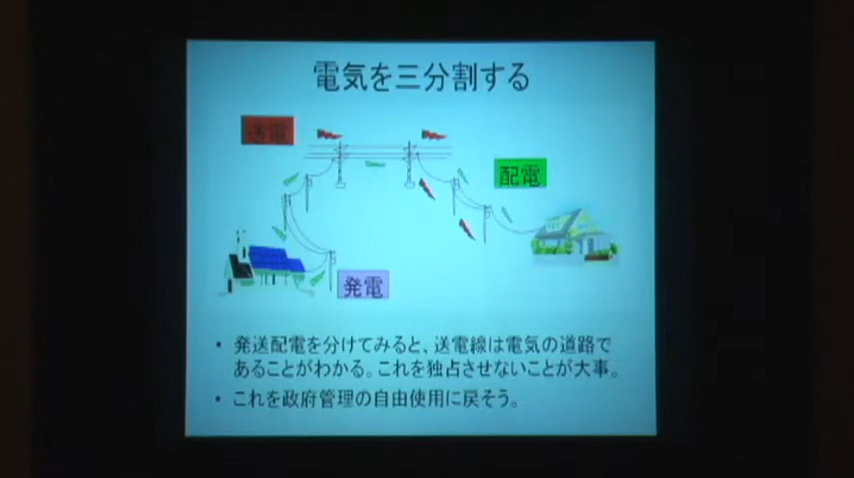 電気を三分割する
送電
配電
発電
・発送配電を分けてみると、送電線は電気の道路で
あることがわかる。これを独占させないことが大事。
・これを政府管理の自由使用に戻そう。